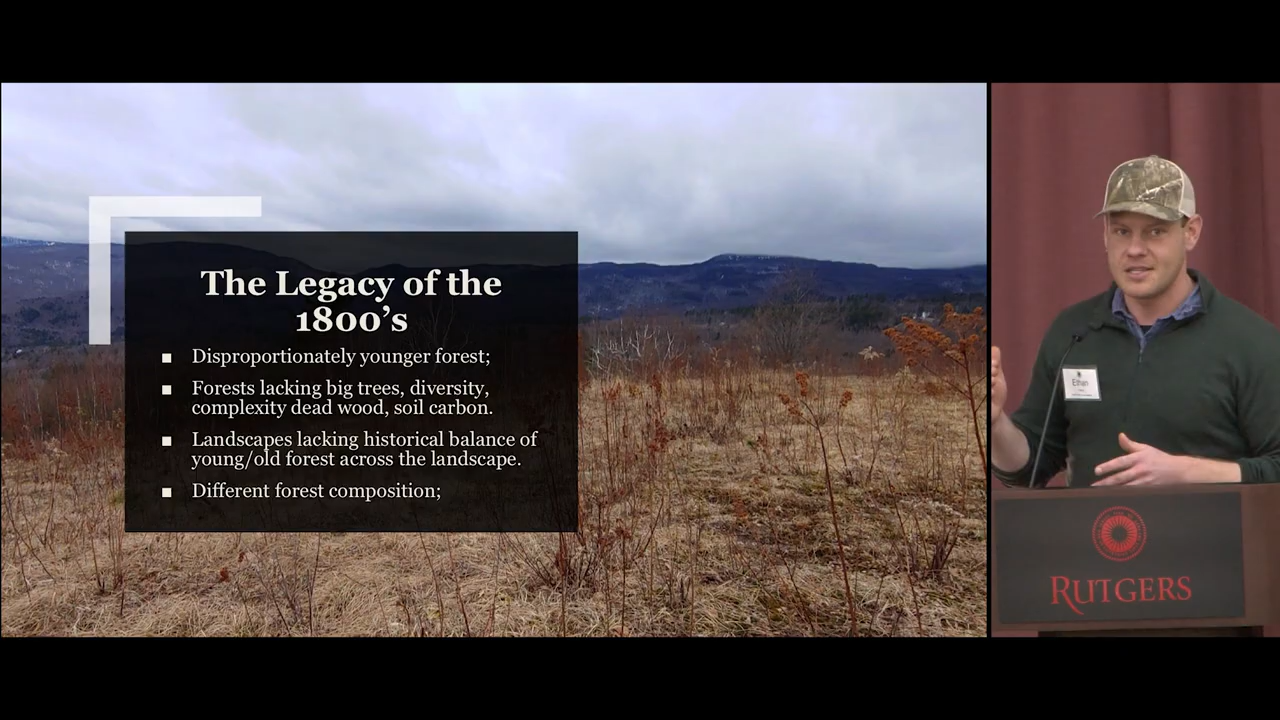 The Legacy of the
1800's
■ Disproportionately younger forest;
■ Forests lacking big trees, diversity,
complexity dead wood, soil carbon.
■ Landscapes lacking historical balance of
young/old forest across the landscape.
■ Different forest composition;
Ethan
RUTGERS